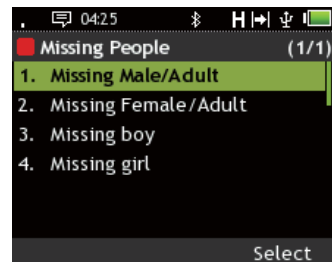 04:25 H
Missing People (1/1)
1. Missing Male/Adult
2. Missing Female/Adult
3. Missing boy
4. Missing girl
Select